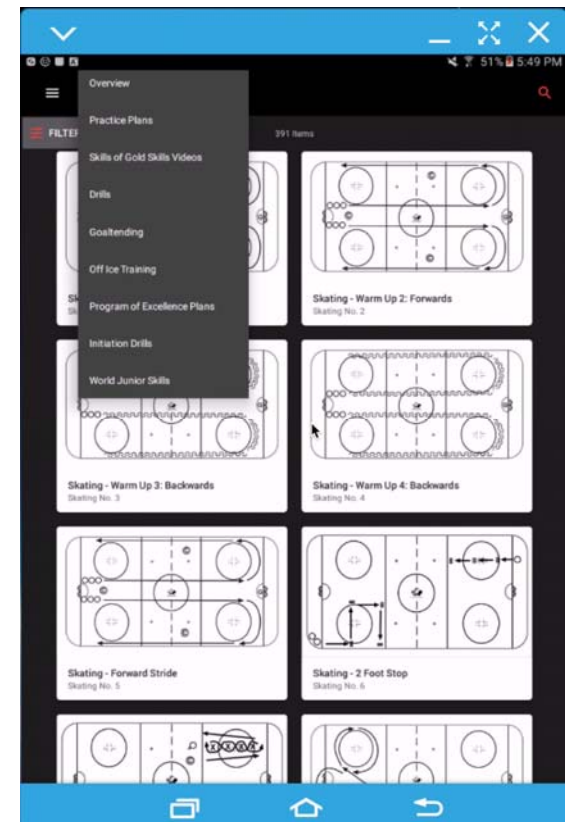 51% 5:49 PM
FILTER
391 Items
Overview
Practice Plans
Skills of Gold Skills Videos
Drills
Goaltending
Off Ice Training
Program of Excellence Plans
Initiation Drills
World Junior Skills
Skating - Warm Up 2: Forwards
Skating No. 2
Skating - Warm Up 3: Backwards
Skating No. 3
Skating - Warm Up 4: Backwards
Skating No. 4
Skating - Forward Stride
Skating No. 5
Skating - 2 Foot Stop
Skating No. 6